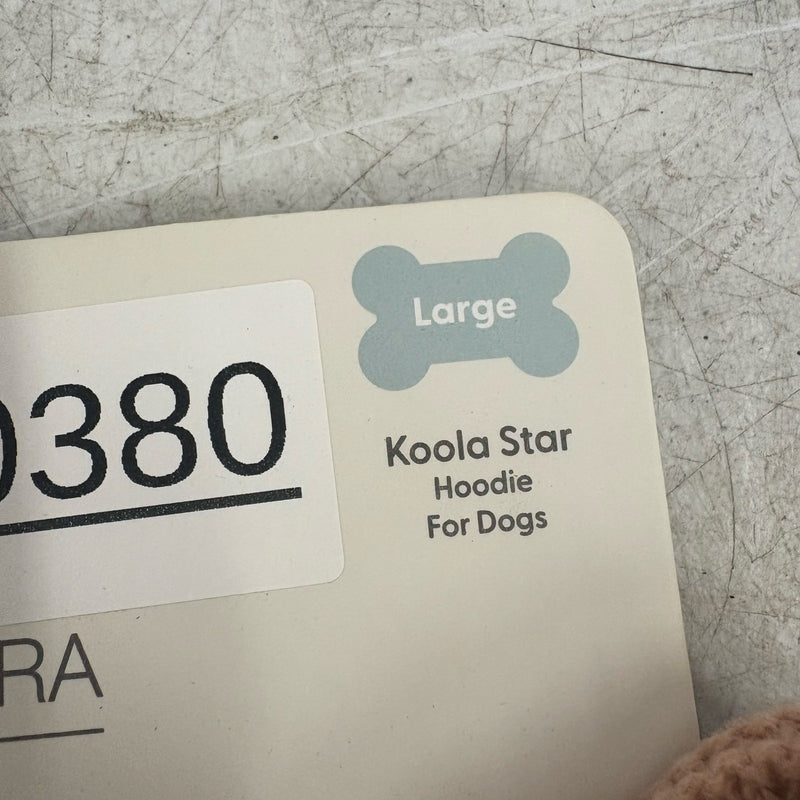 Large
0380
Koola Star
Hoodie
For Dogs
RA